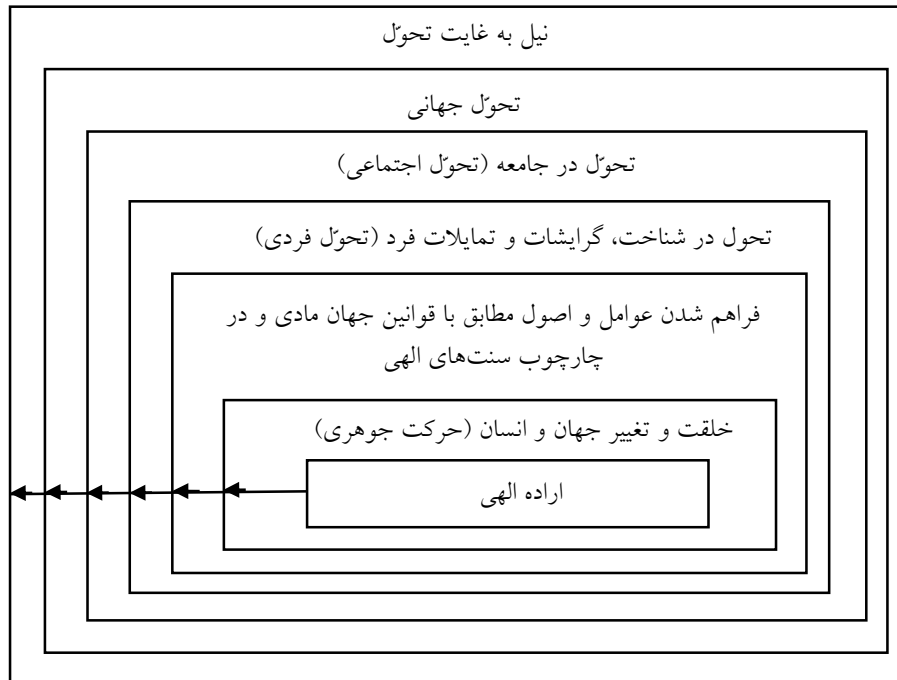 نیل به غایت تحوّل
تحوّل جهانی
تحوّل در جامعه (تحوّل اجتماعی)
تحول در شناخت، گرایشات و تمایلات فرد (تحوّل فردی)
فراهم شدن عوامل و اصول مطابق با قوانین جهان مادی و در
چارچوب سنت‌های الهی
خلقت و تغییر جهان و انسان (حرکت جوهری)
اراده الهی